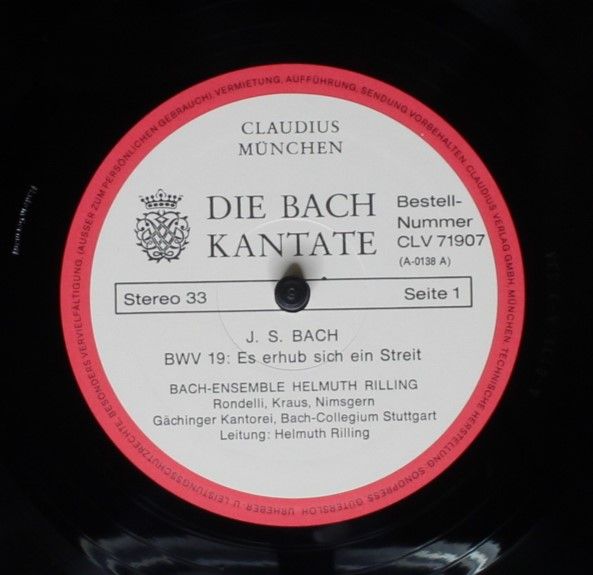 CLAUDIUS
MÜNCHEN
DIE BACH
KANTATE
Bestell-
Nummer
CLV 71907
(A-0138 A)
Stereo 33
Seite 1
J. S. BACH
BWV 19: Es erhub sich ein Streit
BACH-ENSEMBLE HELMUTH RILLING
Rondelli, Kraus, Nimsgern
Gächinger Kantorei, Bach-Collegium Stuttgart
Leitung: Helmuth Rilling
URHEBER U. LEISTUNGSSCHUTZRECHTE, BESONDERS VERVIELFÄLTIGUNG, (AUSSER ZUM PERSÖNLICHEN GEBRAUCH), VERMIETUNG, AUFFÜHRUNG, SENDUNG VORBEHALTEN. CLAUDIUS VERLAG GMBH, MÜNCHEN. TECHNISCHE HERSTELLUNG: SONOPRESS GÜTERSLOH